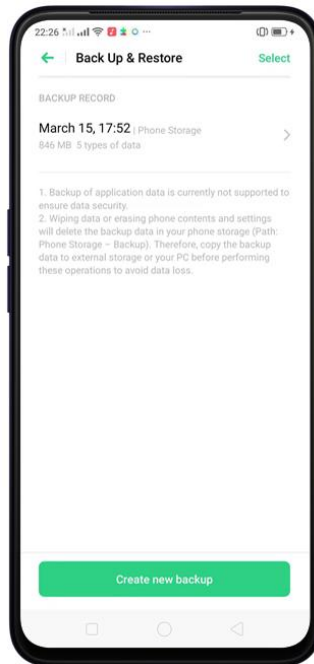 22:26
Back Up & Restore
Select
BACKUP RECORD
March 15, 17:52 | Phone Storage
846 MB 5 types of data
1. Backup of application data is currently not supported to
ensure data security.
2. Wiping data or erasing phone contents and settings
will delete the backup data in your phone storage (Path:
Phone Storage – Backup). Therefore, copy the backup
data to external storage or your PC before performing
these operations to avoid data loss.
Create new backup